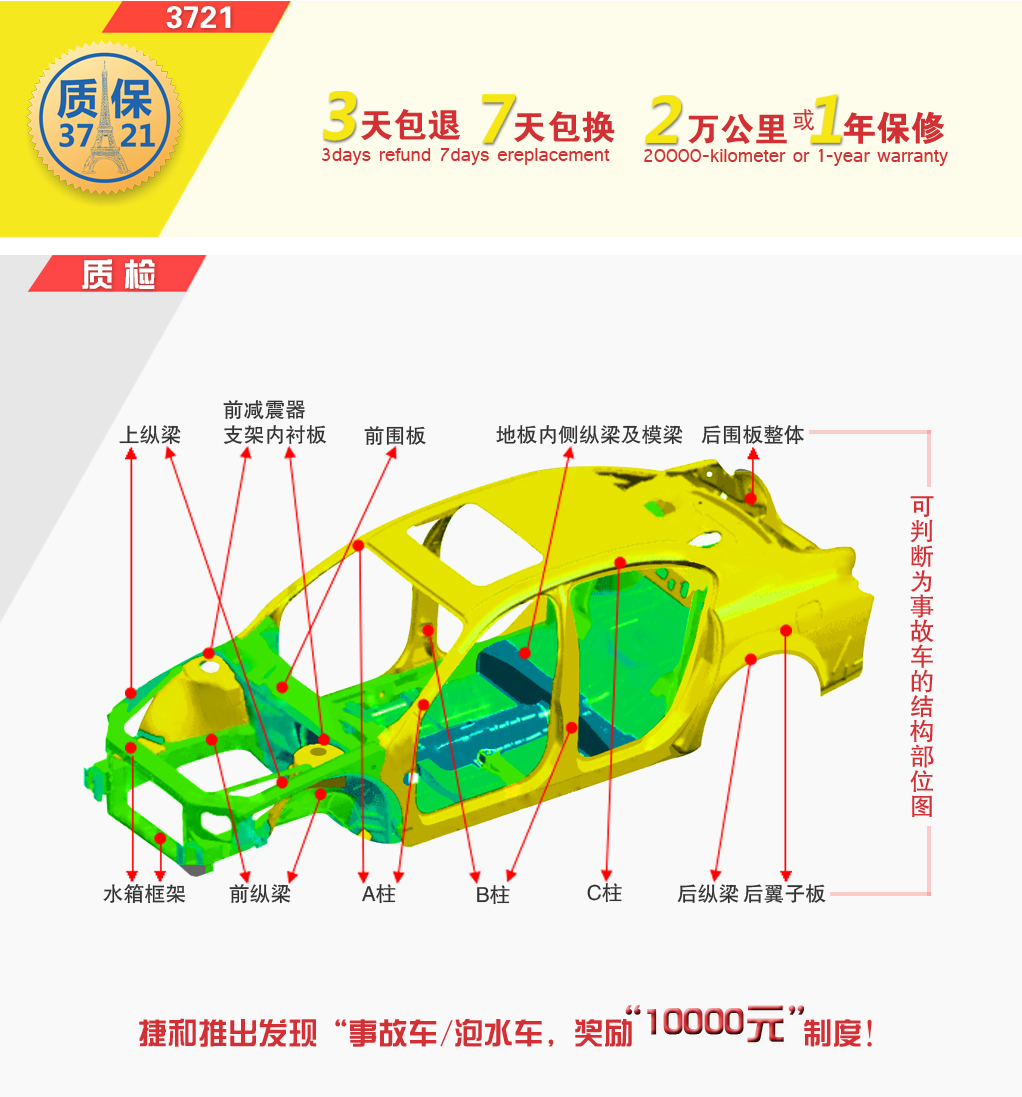 3721
质保
3721
3天包退 7天包换 2万公里或1年保修
3days refund 7days ereplacement 20000-kilometer or 1-year warranty
质检
上纵梁
前减震器
支架内衬板
前围板
地板内侧纵梁及横梁
后围板整体
可判断为事故车的结构部位图
水箱框架
前纵梁
A柱
B柱
C柱
后纵梁
后翼子板
捷和推出发现“事故车/泡水车，奖励“10000元”制度！